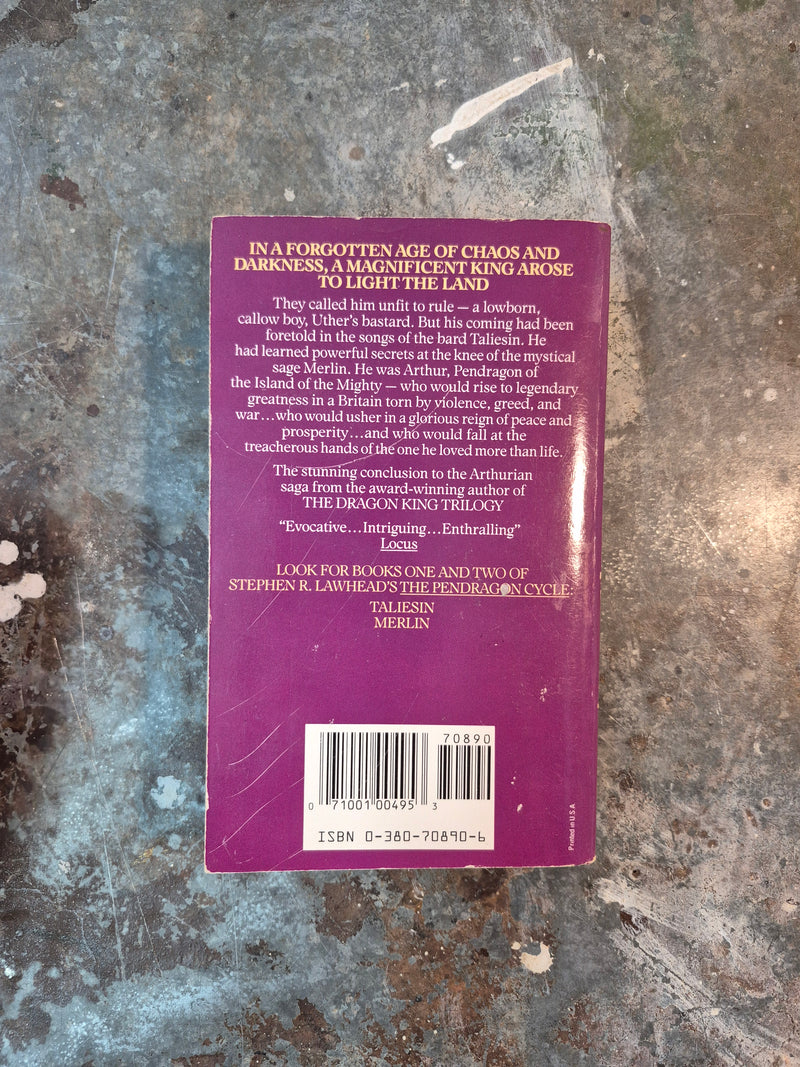 IN A FORGOTTEN AGE OF CHAOS AND
DARKNESS, A MAGNIFICENT KING AROSE
TO LIGHT THE LAND
They called him unfit to rule — a lowborn,
callow boy, Uther's bastard. But his coming had been
foretold in the songs of the bard Taliesin. He
had learned powerful secrets at the knee of the mystical
sage Merlin. He was Arthur, Pendragon of
the Island of the Mighty — who would rise to legendary
greatness in a Britain torn by violence, greed, and
war...who would usher in a glorious reign of peace and
prosperity...and who would fall at the
treacherous hands of the one he loved more than life.
The stunning conclusion to the Arthurian
saga from the award-winning author of
THE DRAGON KING TRILOGY
“Evocative...Intriguing...Enthralling”
Locus
LOOK FOR BOOKS ONE AND TWO OF
STEPHEN R. LAWHEAD'S THE PENDRAGON CYCLE:
TALIESIN
MERLIN
70890
0 71001 00495 3
ISBN 0-380-70890-6
Printed in U S A